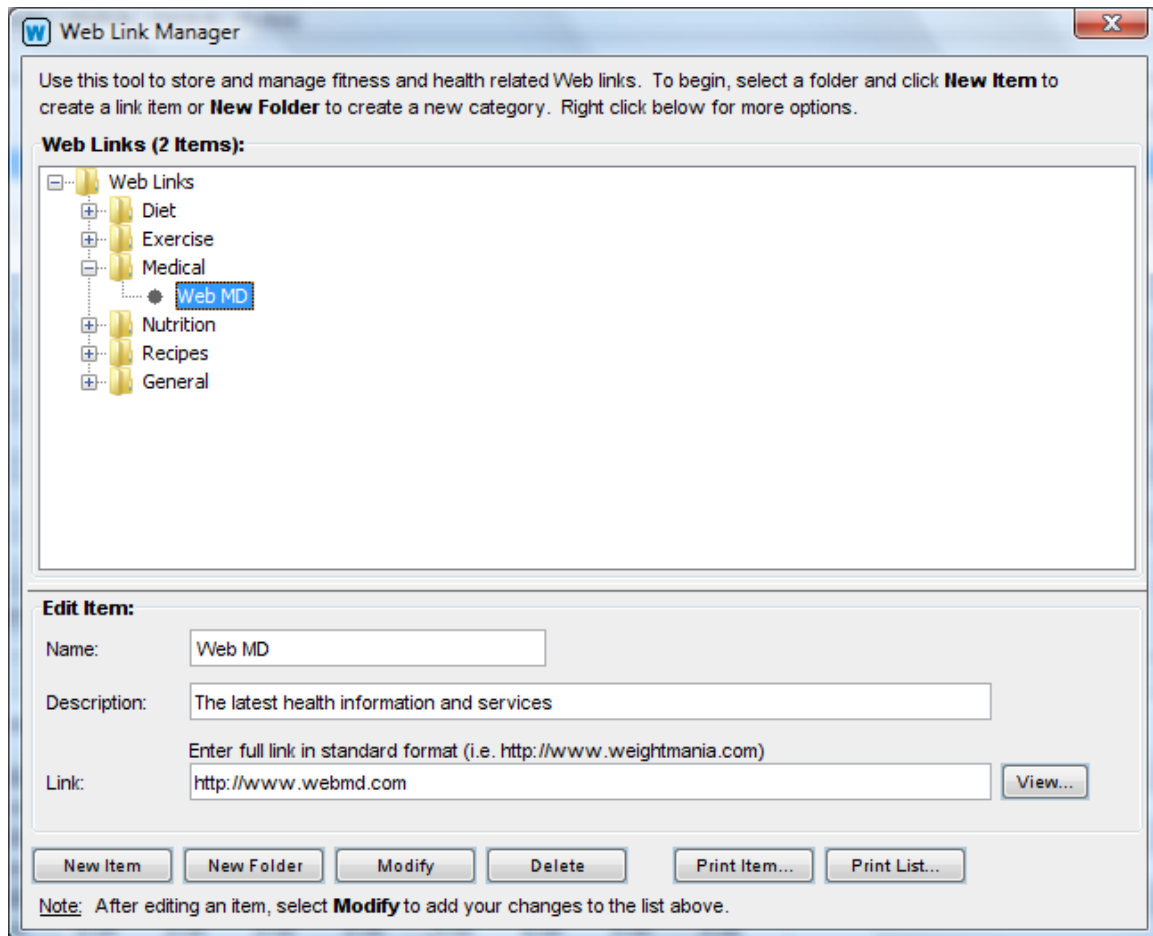 W Web Link Manager X
Use this tool to store and manage fitness and health related Web links. To begin, select a folder and click New Item to
create a link item or New Folder to create a new category. Right click below for more options.
Web Links (2 Items):
Web Links
Diet
Exercise
Medical
Web MD
Nutrition
Recipes
General
Edit Item:
Name: Web MD
Description: The latest health information and services
Enter full link in standard format (i.e. http://www.weightmania.com)
Link: http://www.webmd.com View...
New Item New Folder Modify Delete Print Item... Print List...
Note: After editing an item, select Modify to add your changes to the list above.